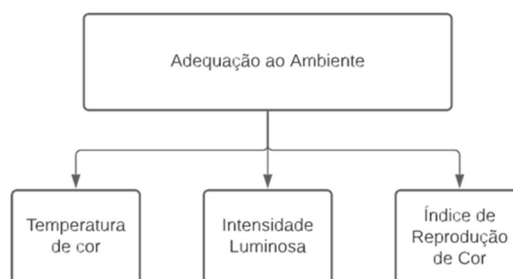 Adequação ao Ambiente
Temperatura
de cor
Intensidade
Luminosa
Índice de
Reprodução
de Cor